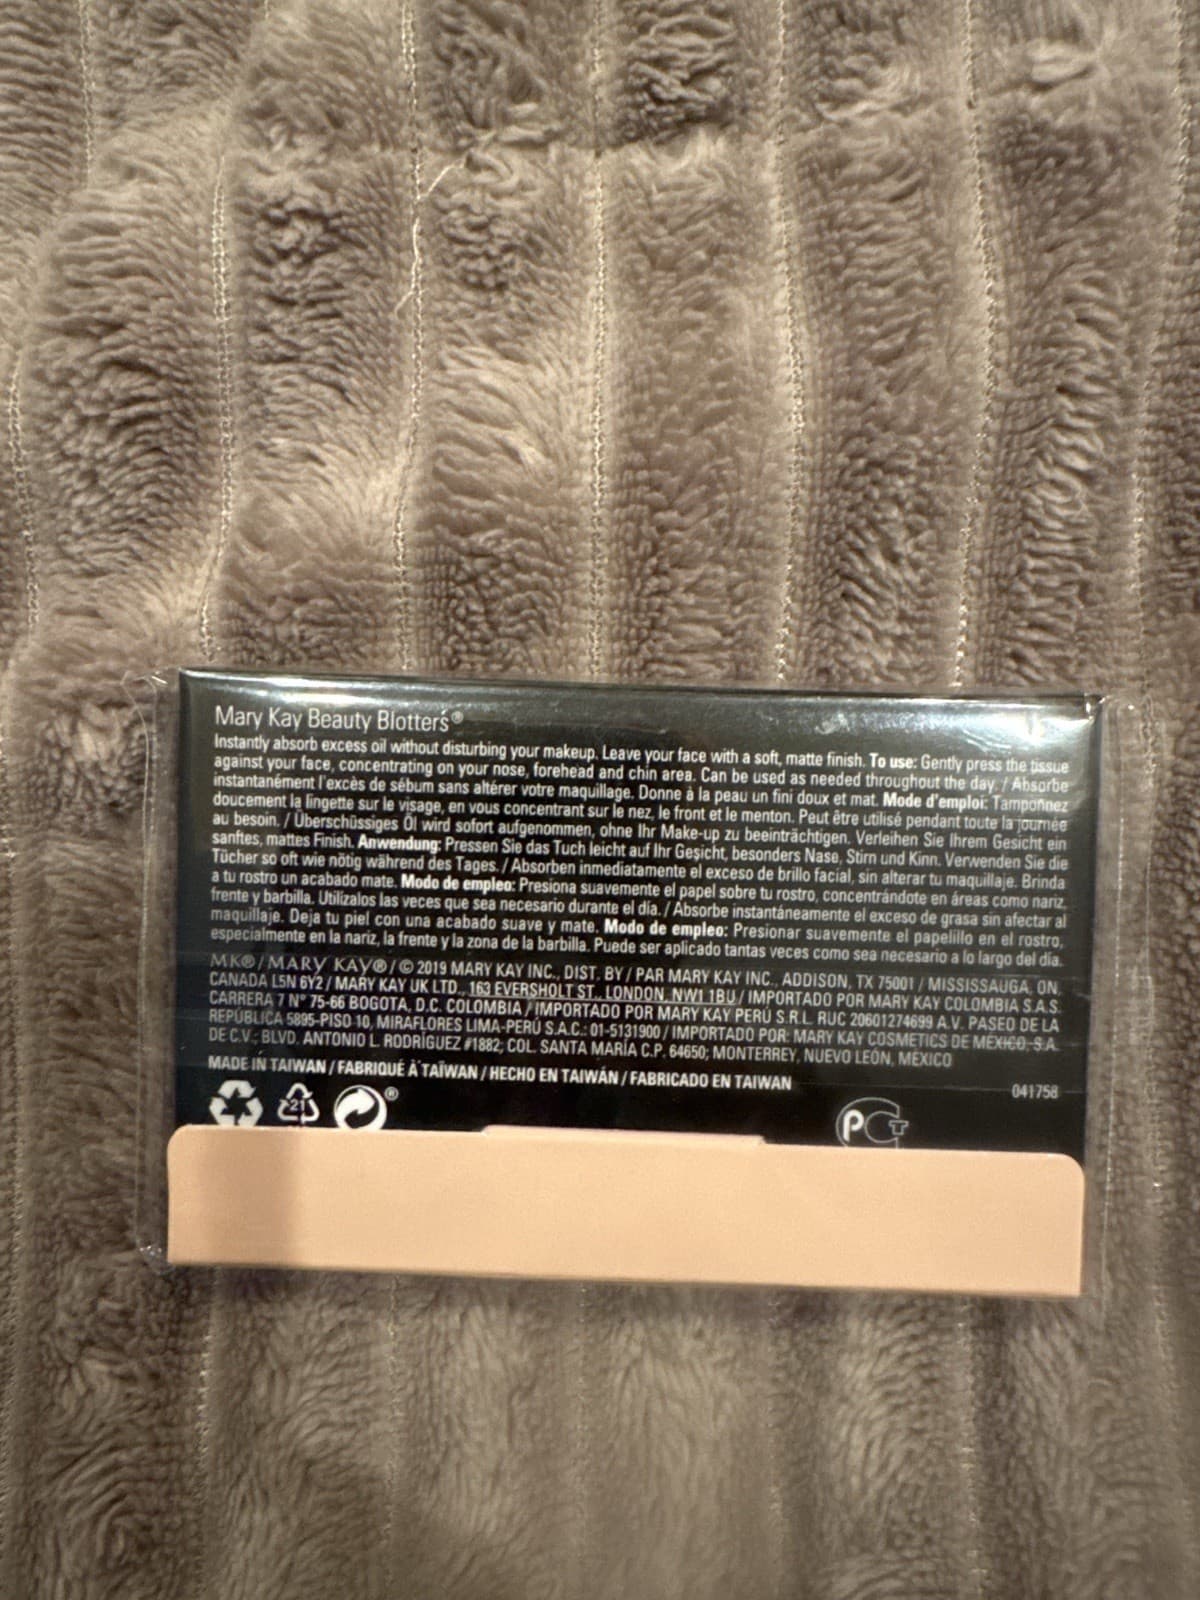 Mary Kay Beauty Blotters®
Instantly absorb excess oil without disturbing your makeup. Leave your face with a soft, matte finish. To use: Gently press the tissue
against your face, concentrating on your nose, forehead and chin area. Can be used as needed throughout the day. / Absorbe
instantanément l'excès de sébum sans altérer votre maquillage. Donne à la peau un fini doux et mat. Mode d'emploi: Tamponnez
doucement la lingette sur le visage, en vous concentrant sur le nez, le front et le menton. Peut être utilisé pendant toute la journée
au besoin. / Überschüssiges Öl wird sofort aufgenommen, ohne Ihr Make-up zu beeinträchtigen. Verleihen Sie Ihrem Gesicht ein
sanftes, mattes Finish. Anwendung: Pressen Sie das Tuch leicht auf Ihr Gesicht, besonders Nase, Stirn und Kinn. Verwenden Sie die
Tücher so oft wie nötig während des Tages. / Absorben inmediatamente el exceso de brillo facial, sin alterar tu maquillaje. Brinda
a tu rostro un acabado mate. Modo de empleo: Presiona suavemente el papel sobre tu rostro, concentrándote en áreas como nariz,
frente y barbilla. Utilízalos las veces que sea necesario durante el día. / Absorbe instantáneamente el exceso de grasa sin afectar al
maquillaje. Deja tu piel con una acabado suave y mate. Modo de empleo: Presionar suavemente el papelillo en el rostro,
especialmente en la nariz, la frente y la zona de la barbilla. Puede ser aplicado tantas veces como sea necesario a lo largo del día.
MK®/MARY KAY®/© 2019 MARY KAY INC., DIST. BY / PAR MARY KAY INC., ADDISON, TX 75001 / MISSISSAUGA, ON,
CANADA L5N 6Y2 / MARY KAY UK LTD., 163 EVERSHOLT ST., LONDON, NW1 1BU / IMPORTADO POR MARY KAY COLOMBIA S.A.S.
CARRERA 7 N° 75-66 BOGOTA, D.C. COLOMBIA / IMPORTADO POR MARY KAY PERÚ S.R.L. RUC 20601274699 A.V. PASEO DE LA
REPÚBLICA 5895-PISO 10, MIRAFLORES LIMA-PERÚ S.A.C.: 01-5131900 / IMPORTADO POR: MARY KAY COSMETICS DE MÉXICO, S.A.
DE C.V.; BLVD. ANTONIO L. RODRÍGUEZ #1882; COL. SANTA MARÍA C.P. 64650; MONTERREY, NUEVO LEÓN, MEXICO
MADE IN TAIWAN / FABRIQUÉ À TAÏWAN / HECHO EN TAIWÁN / FABRICADO EN TAIWAN
041758
21 ® PCT